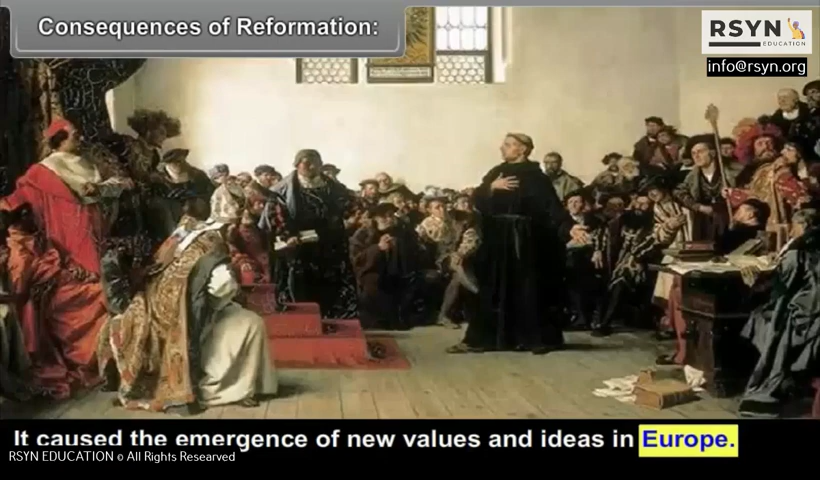 Consequences of Reformation:
RSYN
EDUCATION
info@rsyn.org
It caused the emergence of new values and ideas in Europe.
RSYN EDUCATION © All Rights Researved